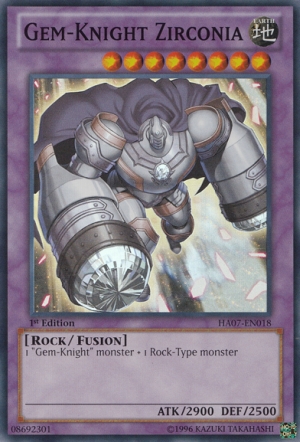 GEM-KNIGHT ZIRCONIA
EARTH
地
1st Edition
HA07-EN018
[ROCK/ FUSION]
1 "Gem-Knight" monster + 1 Rock-Type monster
ATK/2900 DEF/2500
08692301
©1996 KAZUKI TAKAHASHI